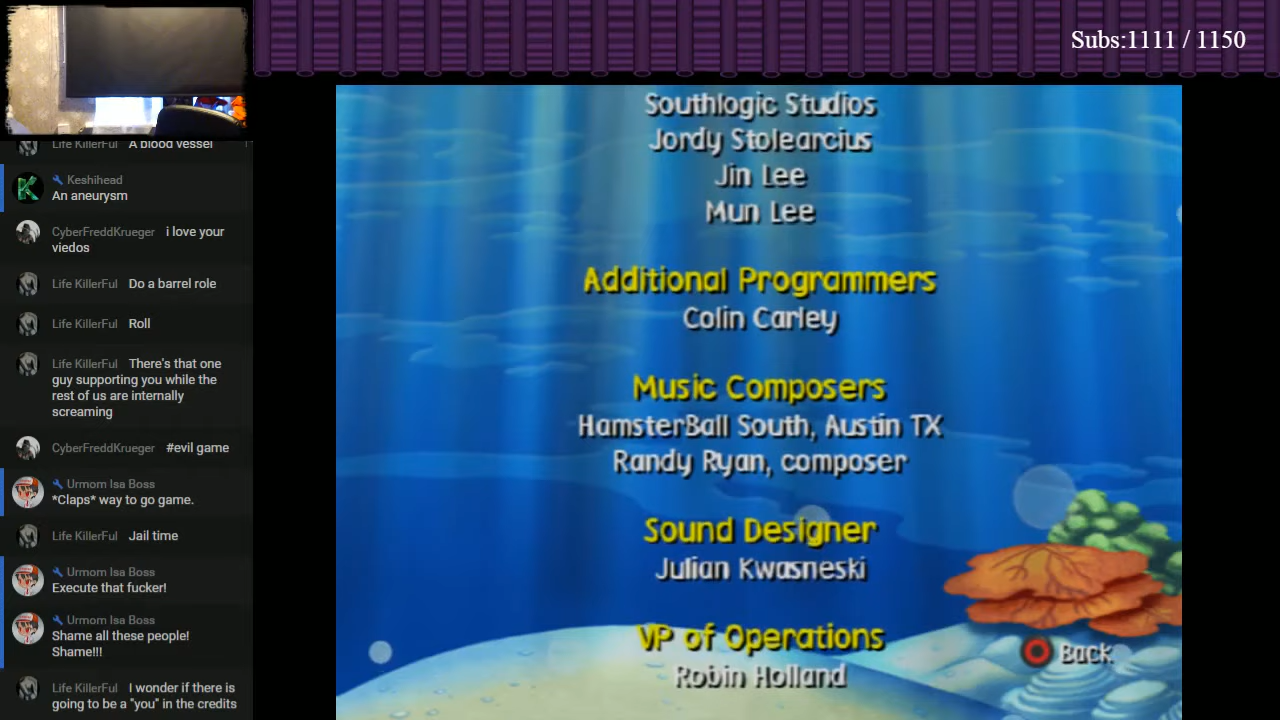 Subs:1111 / 1150
Life KillerFul A blood vessel
Keshihead
An aneurysm
CyberFreddKrueger i love your
viedos
Life KillerFul Do a barrel role
Life KillerFul Roll
Life KillerFul There's that one
guy supporting you while the
rest of us are internally
screaming
CyberFreddKrueger #evil game
Urmom Isa Boss
*Claps* way to go game.
Life KillerFul Jail time
Urmom Isa Boss
Execute that fucker!
Urmom Isa Boss
Shame all these people!
Shame!!!
Life KillerFul I wonder if there is
going to be a "you" in the credits
Southlogic Studios
Jordy Stolearcius
Jin Lee
Mun Lee
Additional Programmers
Colin Carley
Music Composers
HamsterBall South, Austin TX
Randy Ryan, composer
Sound Designer
Julian Kwasneski
VP of Operations
Robin Holland
Back